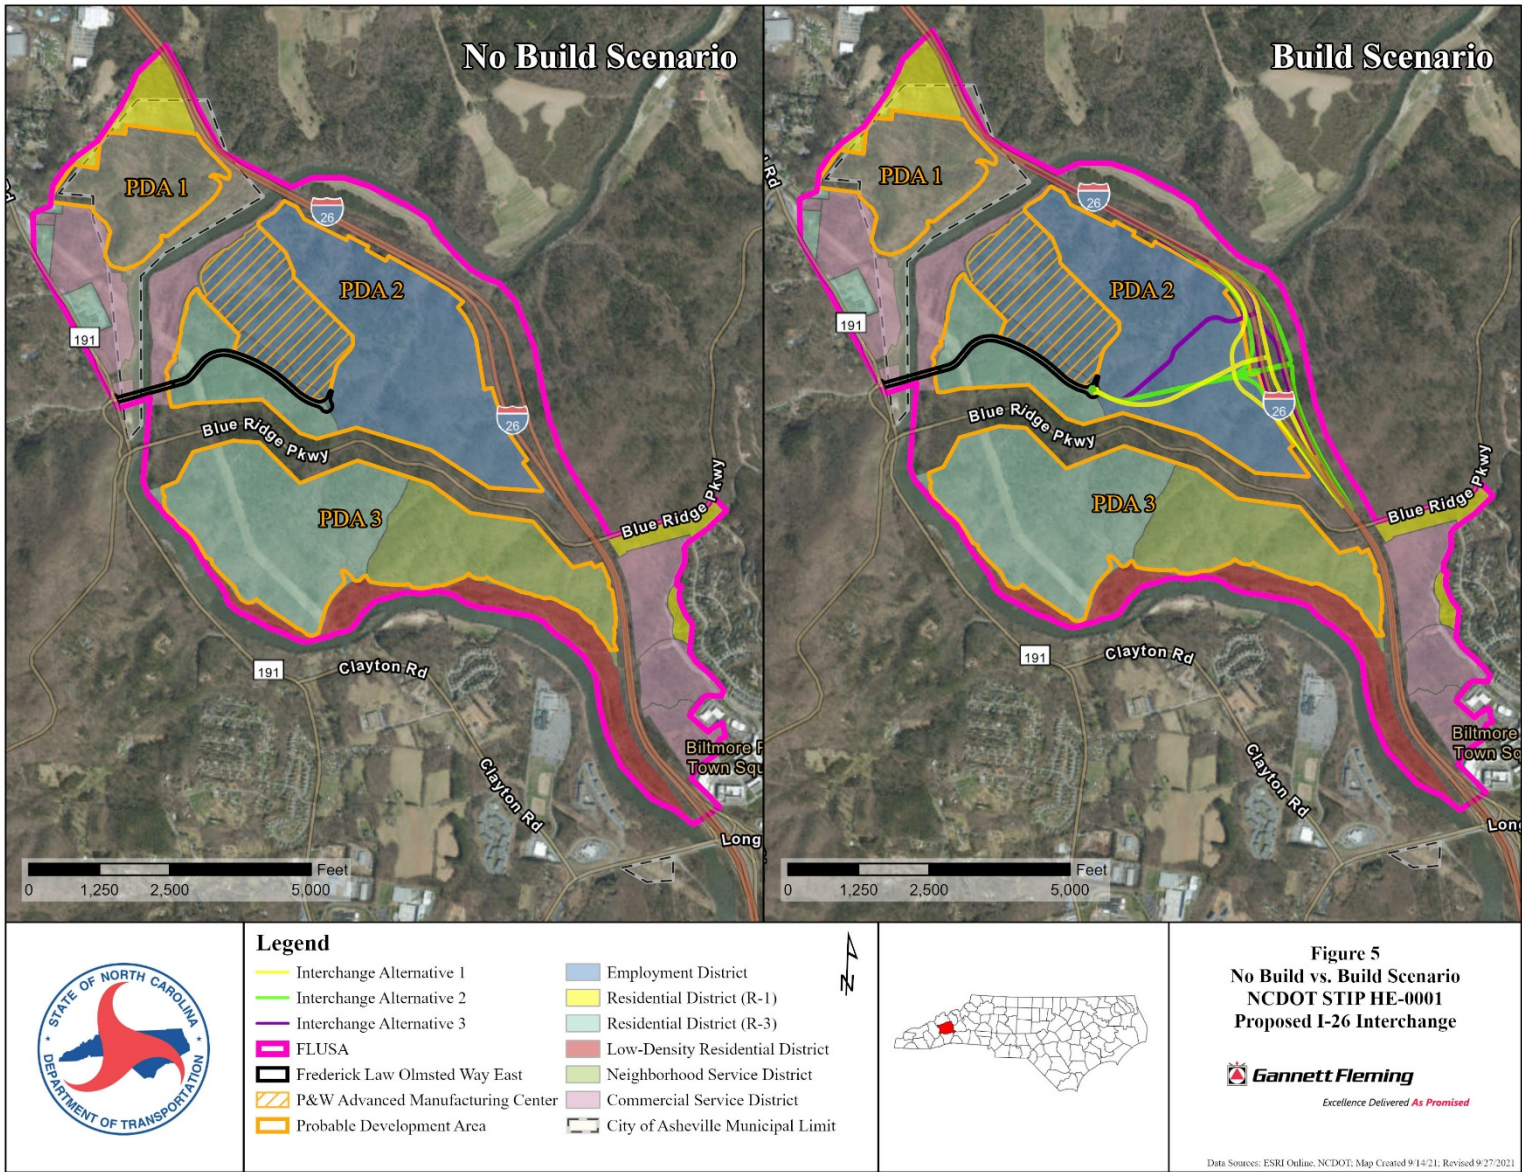 No Build Scenario
PDA 1
26
PDA 2
191
26
Blue Ridge Pkwy
PDA 3
Blue Ridge Pkwy
191
Clayton Rd
Clayton Rd
Biltmore
Town
Long
Feet
0 1,250 2,500 5,000
Build Scenario
Rd
PDA 1
26
PDA 2
191
26
Blue Ridge Pkwy
PDA 3
Blue Ridge Pkwy
191
Clayton Rd
Clayton Rd
Biltmore
Town
Feet
0 1,250 2,500 5,000
STATE OF NORTH CAROLINA
DEPARTMENT OF TRANSPORTATION
Legend
Interchange Alternative 1
Interchange Alternative 2
Interchange Alternative 3
FLUSA
Frederick Law Olmsted Way East
P&W Advanced Manufacturing Center
Probable Development Area
Employment District
Residential District (R-1)
Residential District (R-3)
Low-Density Residential District
Neighborhood Service District
Commercial Service District
City of Asheville Municipal Limit
N
Figure 5
No Build vs. Build Scenario
NCDOT STIP HE-0001
Proposed I-26 Interchange
Gannett Fleming
Excellence Delivered As Promised
Data Sources: ESRI Online, NCDOT; Map Created 9/14/21; Revised 9/27/2021